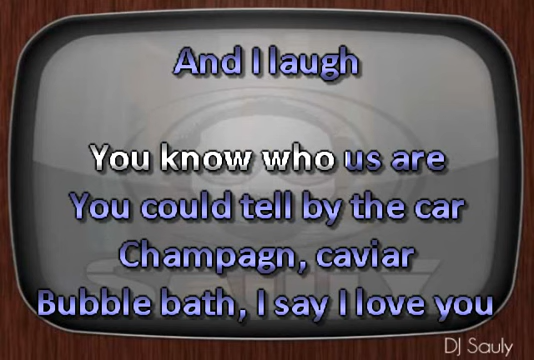 And I laugh
You know who us are
You could tell by the car
Champagn, caviar
Bubble bath, I say I love you
DJ Sauly